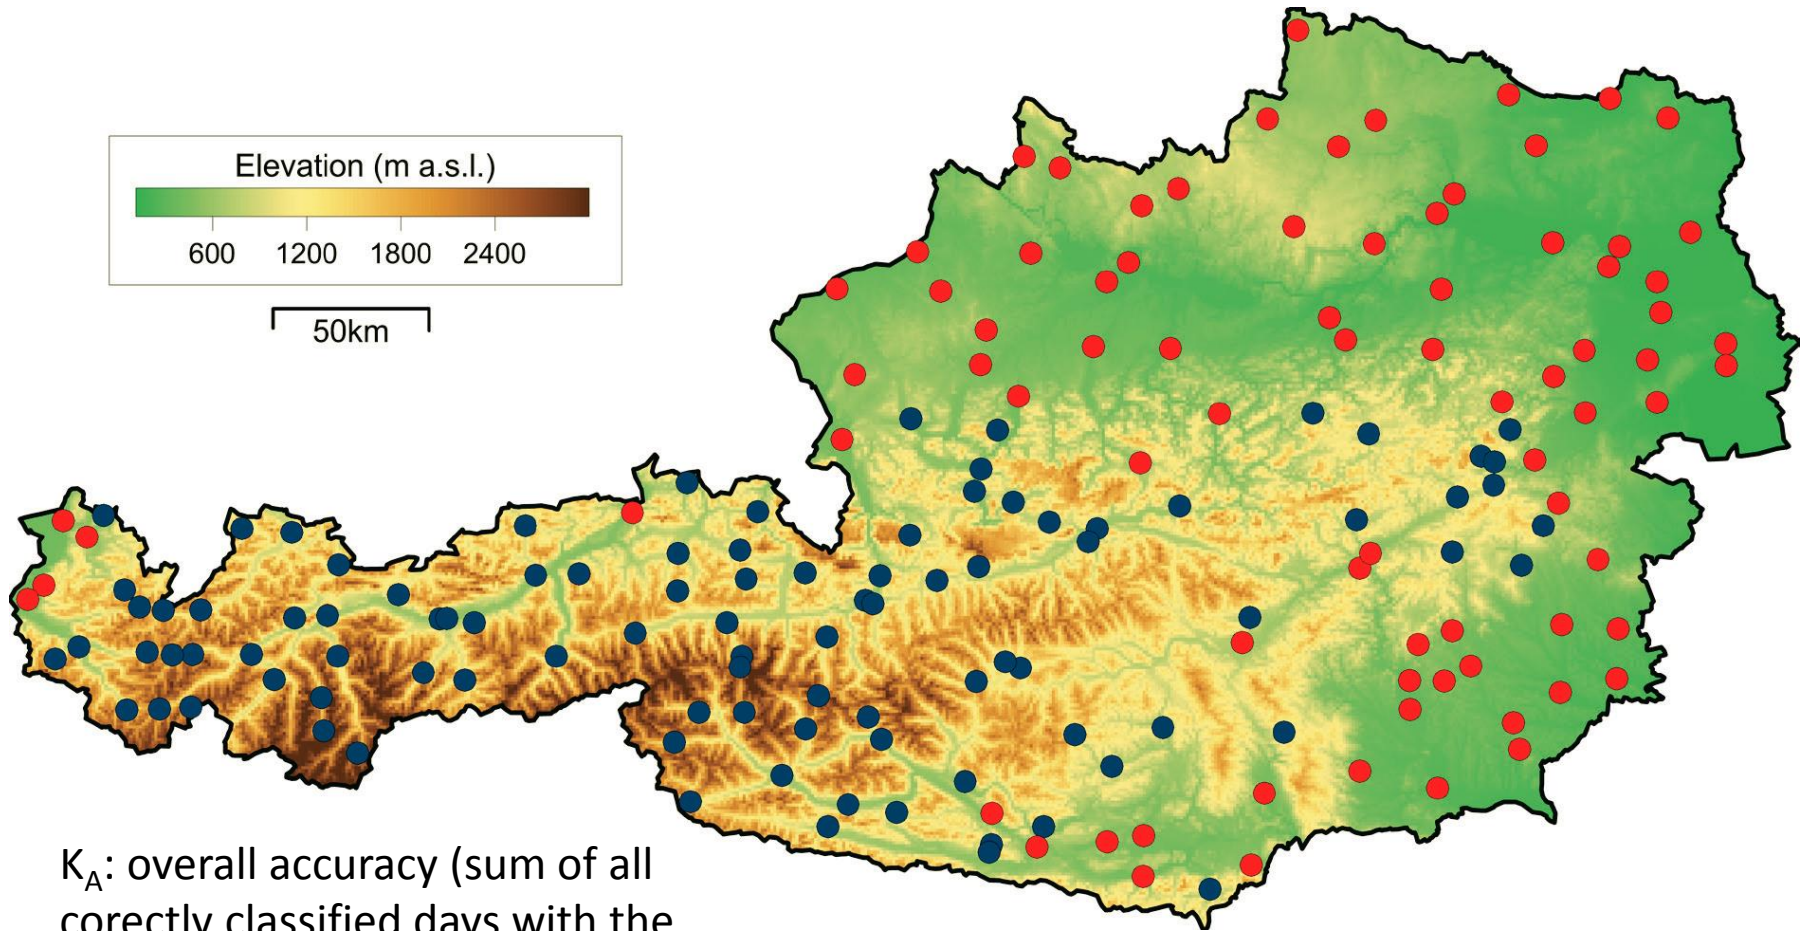 Elevation (m a.s.l.)
600 1200 1800 2400
50km
K_A: overall accuracy (sum of all
corectly classified days with the